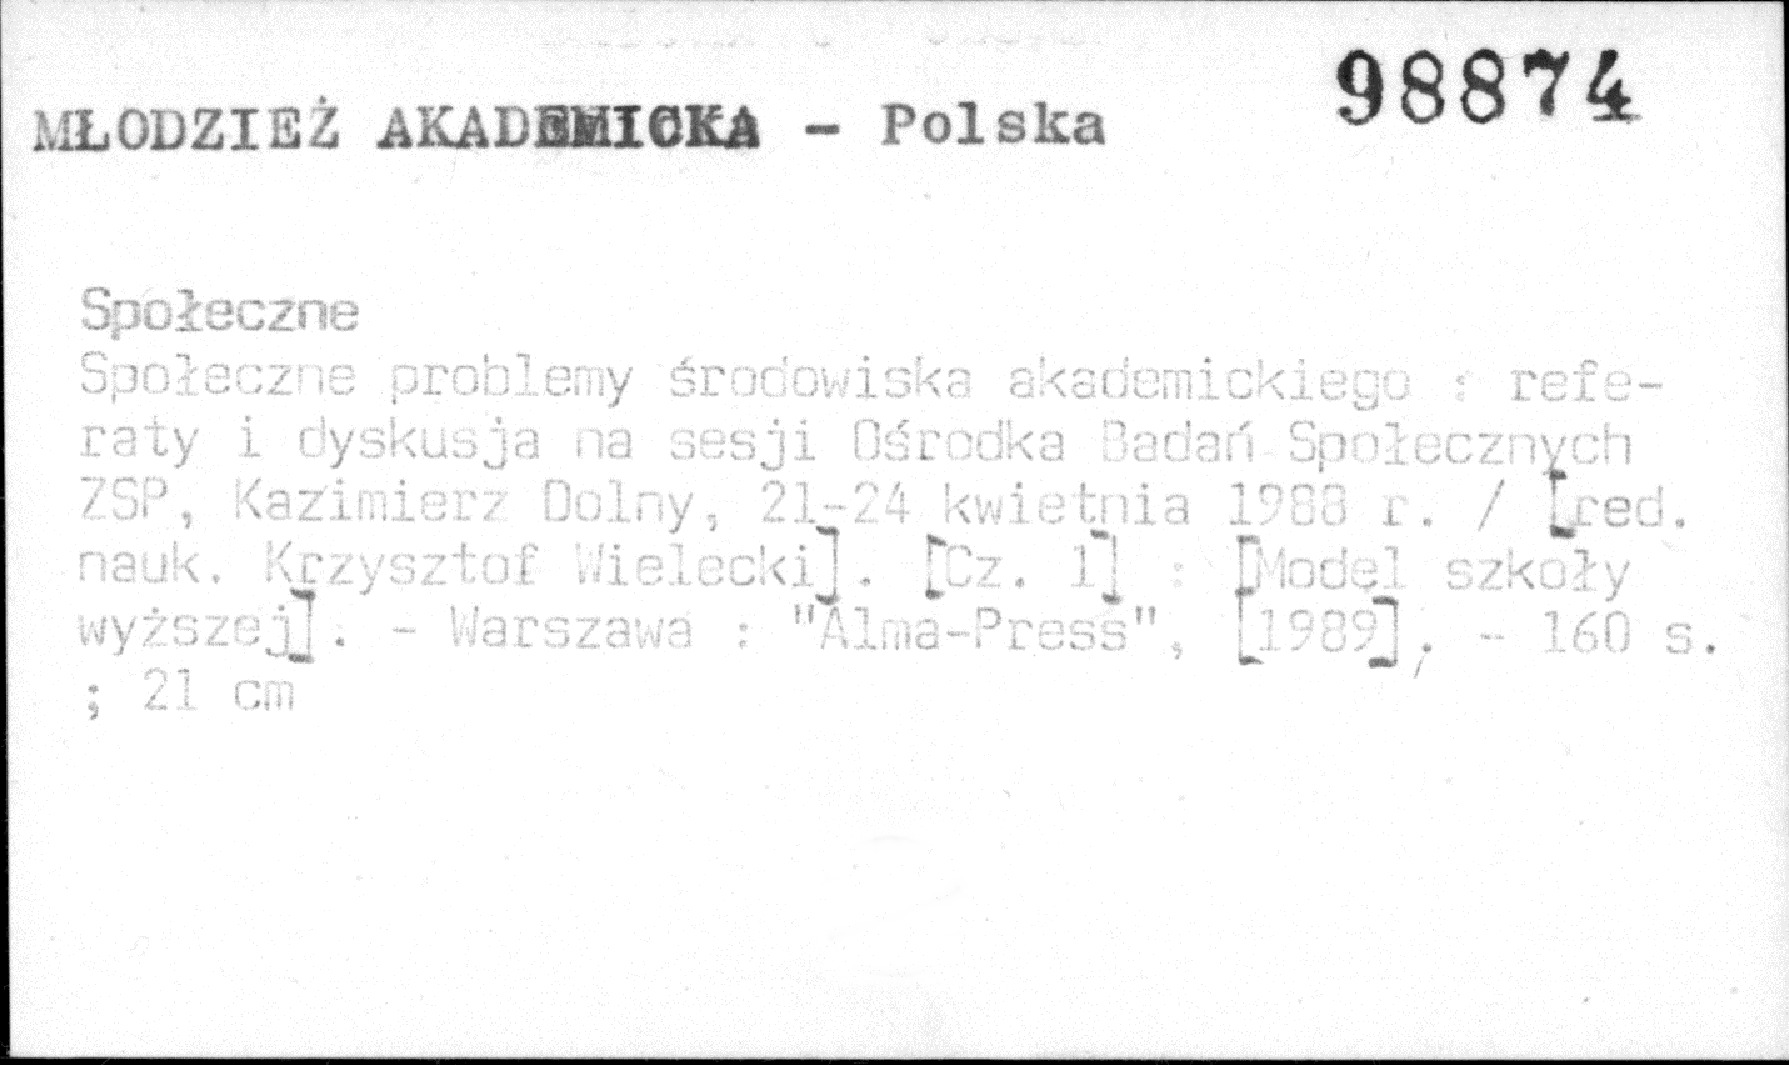 98874
MŁODZIEŻ AKADEMICKA - Polska
Społeczne
Społeczne problemy środowiska akademickiego : refe-
raty i dyskusja na sesji Ośrodka Badań Społecznych
ZSP, Kazimierz Dolny, 21-24 kwietnia 1988 r. / [red.
nauk. Krzysztof Wielecki]. [Cz. 1] : [Model szkoły
wyższej]. - Warszawa : "Alma-Press", [1989], - 160 s.
; 21 cm